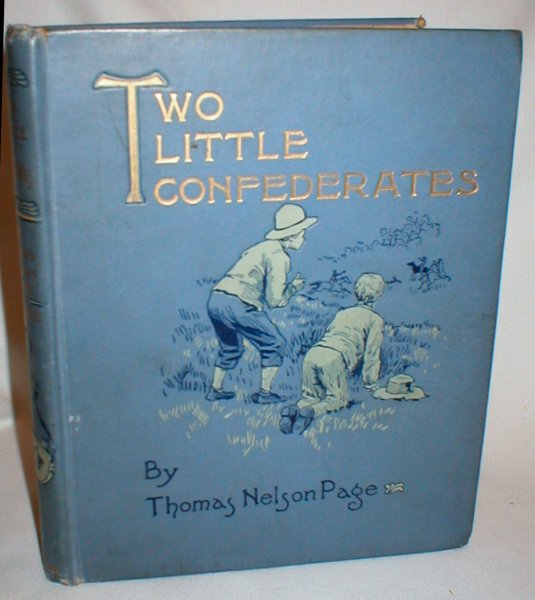 TWO
LITTLE
CONFEDERATES
By
Thomas Nelson Page